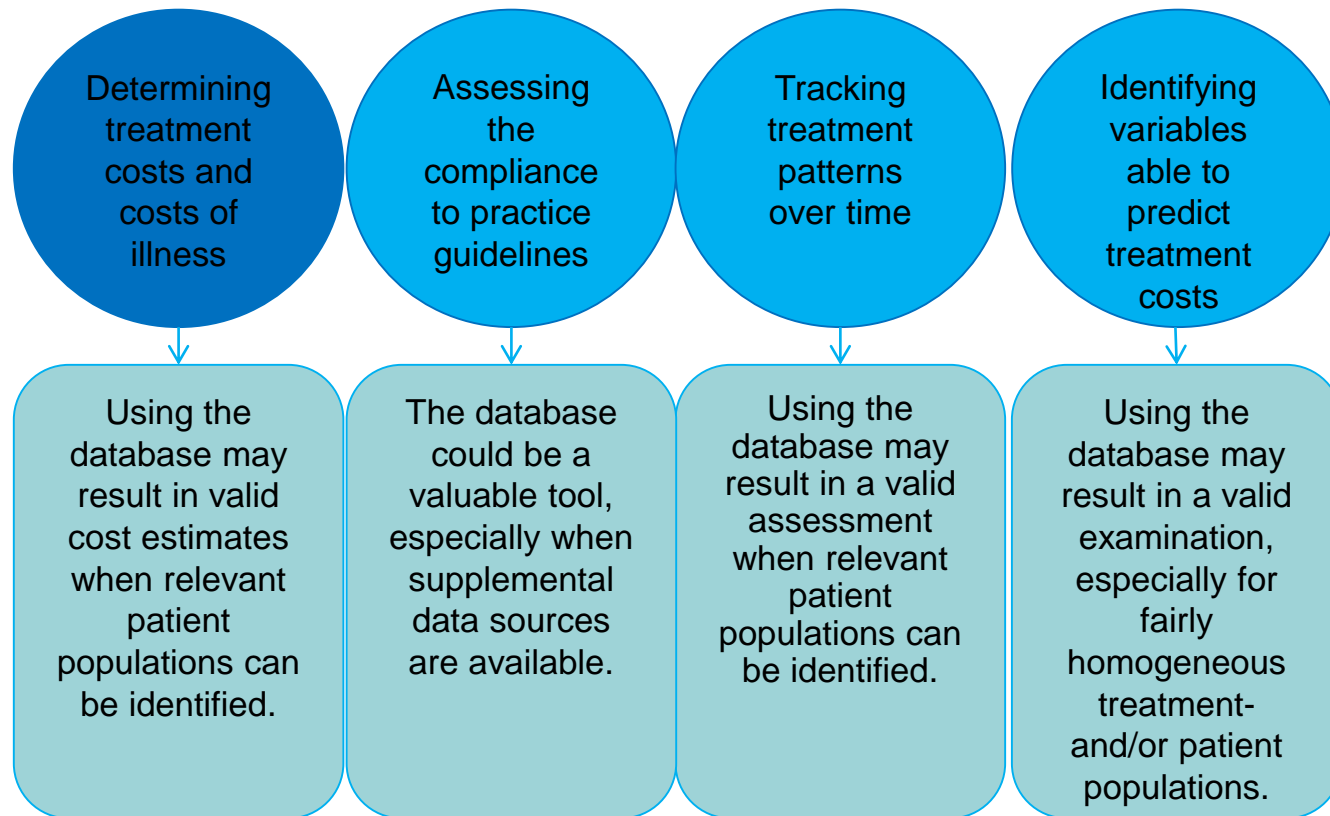 Determining
treatment
costs and
costs of
illness
Assessing
the
compliance
to practice
guidelines
Tracking
treatment
patterns
over time
Identifying
variables
able to
predict
treatment
costs
Using the
database may
result in valid
cost estimates
when relevant
patient
populations can
be identified.
The database
could be a
valuable tool,
especially when
supplemental
data sources
are available.
Using the
database may
result in a valid
assessment
when relevant
patient
populations can
be identified.
Using the
database may
result in a valid
examination,
especially for
fairly
homogeneous
treatment-
and/or patient
populations.